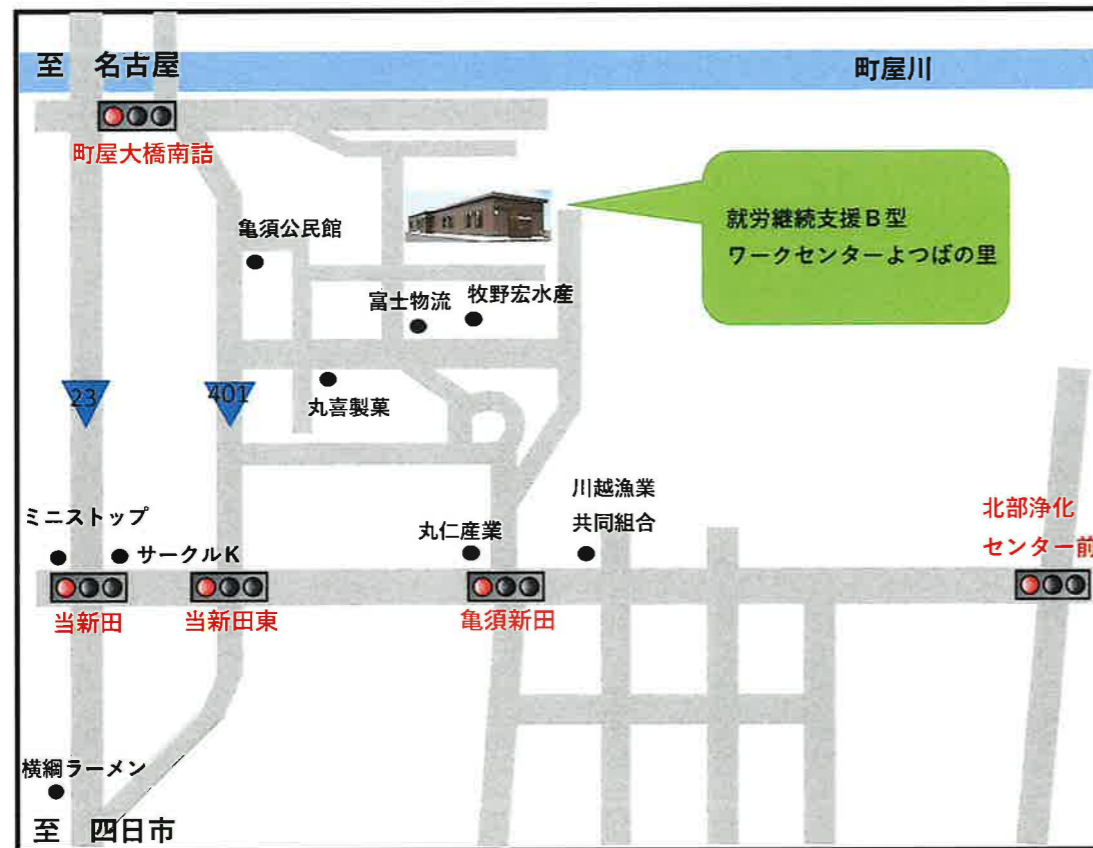 至 名古屋
町屋川
町屋大橋南詰
就労継続支援B型
ワークセンターよつばの里
亀須公民館
富士物流
牧野宏水産
23
401
丸喜製菓
川越漁業
共同組合
ミニストップ
サークルK
丸仁産業
北部浄化
センター前
当新田
当新田東
亀須新田
横綱ラーメン
至 四日市